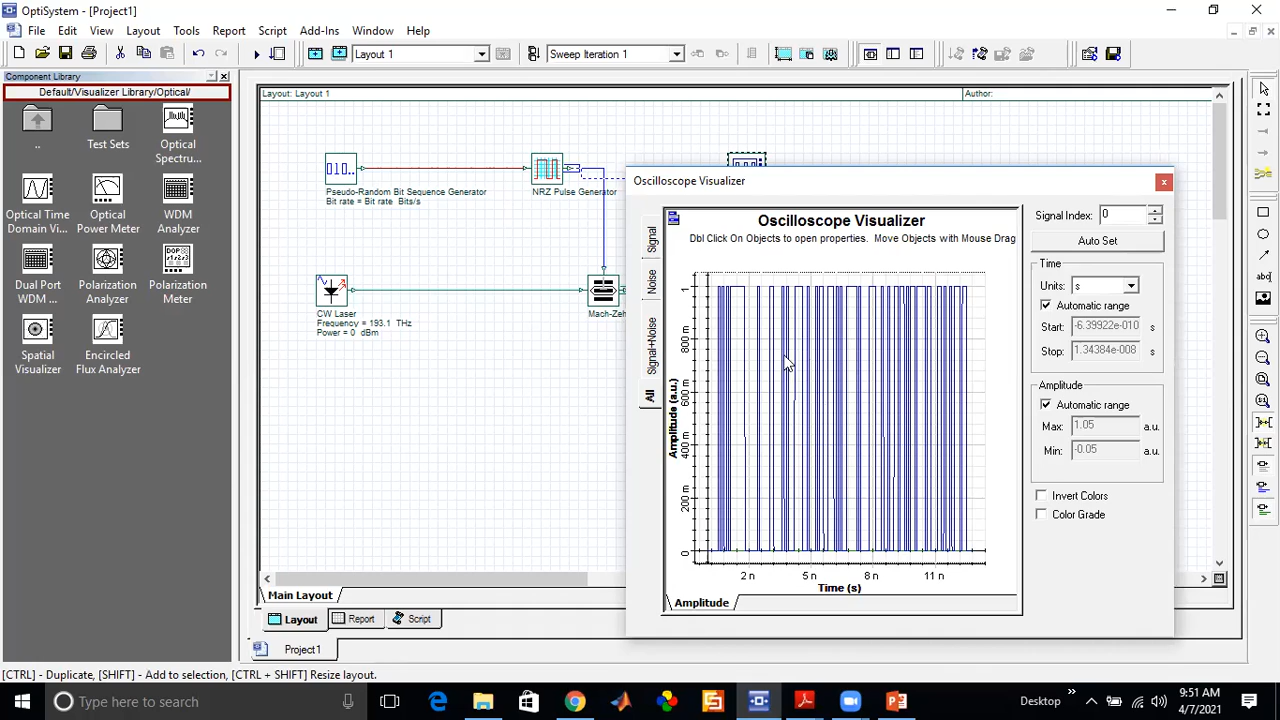 OptiSystem - [Project1]
File Edit View Layout Tools Report Script Add-Ins Window Help
Layout 1
Sweep Iteration 1
Component Library
Default/Visualizer Library/Optical/
..
Test Sets
Optical
Spectru...
Optical Time
Domain Vi...
Optical
Power Meter
WDM
Analyzer
Dual Port
WDM ...
Polarization
Analyzer
Polarization
Meter
Spatial
Visualizer
Encircled
Flux Analyzer
Layout: Layout 1
Author:
Pseudo-Random Bit Sequence Generator
Bit rate = Bit rate Bits/s
NRZ Pulse Generator
CW Laser
Frequency = 193.1 THz
Power = 0 dBm
Mach-Zeh
Oscilloscope Visualizer
Signal
Noise
Signal+Noise
All
Oscilloscope Visualizer
Dbl Click On Objects to open properties. Move Objects with Mouse Drag
Amplitude (a.u.)
1
800 m
600 m
400 m
200 m
0
2 n 5 n 8 n 11 n
Time (s)
Amplitude
Signal Index: 0
Auto Set
Time
Units: s
Automatic range
Start: -6.39922e-010 s
Stop: 1.34384e-008 s
Amplitude
Automatic range
Max: 1.05 a.u.
Min: -0.05 a.u.
Invert Colors
Color Grade
Main Layout
Layout Report Script
Project1
[CTRL] - Duplicate, [SHIFT] - Add to selection, [CTRL + SHIFT] Resize layout.
Type here to search
Desktop
9:51 AM
4/7/2021